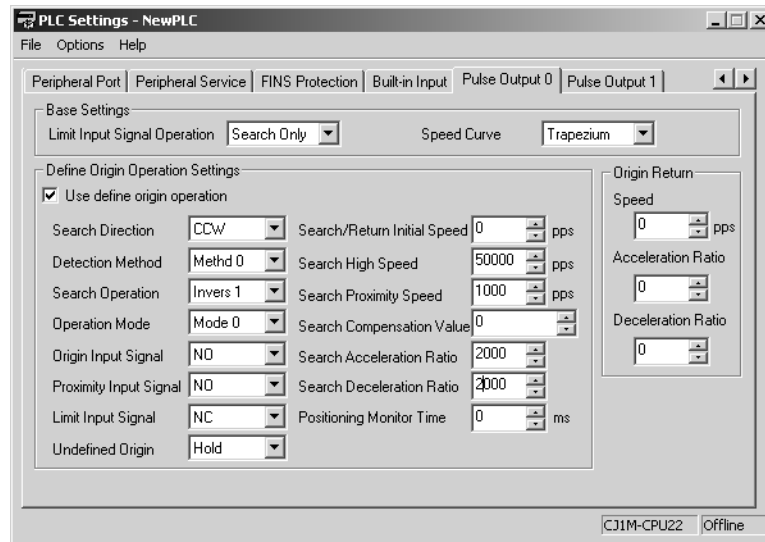 PLC Settings - NewPLC
File Options Help
Peripheral Port Peripheral Service FINS Protection Built-in Input Pulse Output 0 Pulse Output 1
Base Settings
Limit Input Signal Operation Search Only Speed Curve Trapezium
Define Origin Operation Settings
Use define origin operation
Search Direction CCW Search/Return Initial Speed 0 pps
Detection Method Methd 0 Search High Speed 50000 pps
Search Operation Invers 1 Search Proximity Speed 1000 pps
Operation Mode Mode 0 Search Compensation Value 0
Origin Input Signal NO Search Acceleration Ratio 2000
Proximity Input Signal NO Search Deceleration Ratio 2000
Limit Input Signal NC Positioning Monitor Time 0 ms
Undefined Origin Hold
Origin Return
Speed
0 pps
Acceleration Ratio
0
Deceleration Ratio
0
CJ1M-CPU22 Offline